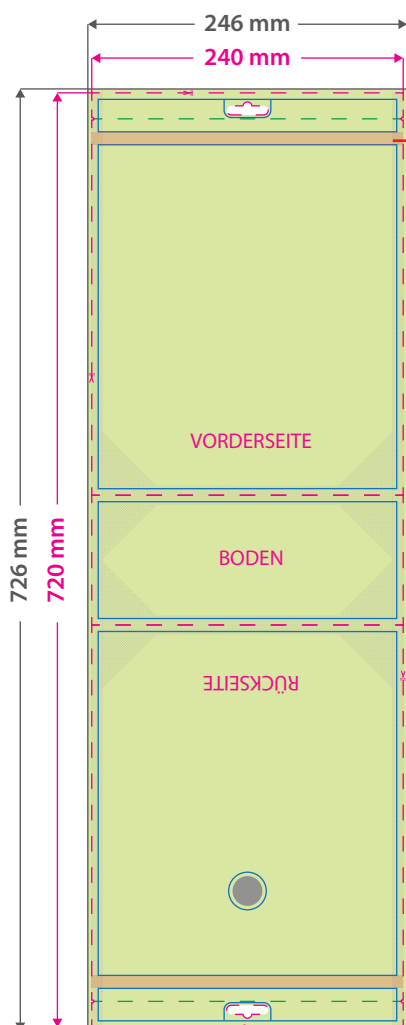 246 mm
240 mm
726 mm
720 mm
VORDERSEITE
BODEN
RÜCKSEITE